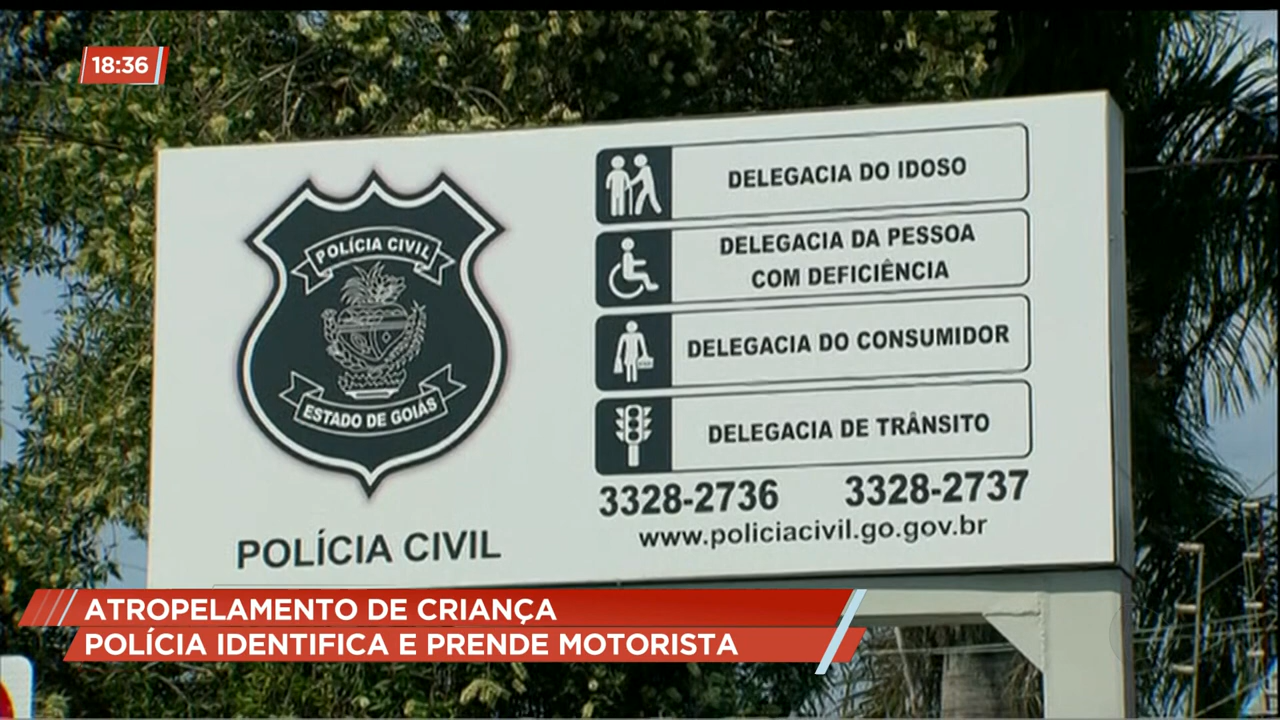 18:36
POLÍCIA CIVIL
ESTADO DE GOIÁS
POLÍCIA CIVIL
DELEGACIA DO IDOSO
DELEGACIA DA PESSOA
COM DEFICIÊNCIA
DELEGACIA DO CONSUMIDOR
DELEGACIA DE TRÂNSITO
3328-2736 3328-2737
www.policiacivil.go.gov.br
ATROPELAMENTO DE CRIANÇA
POLÍCIA IDENTIFICA E PRENDE MOTORISTA